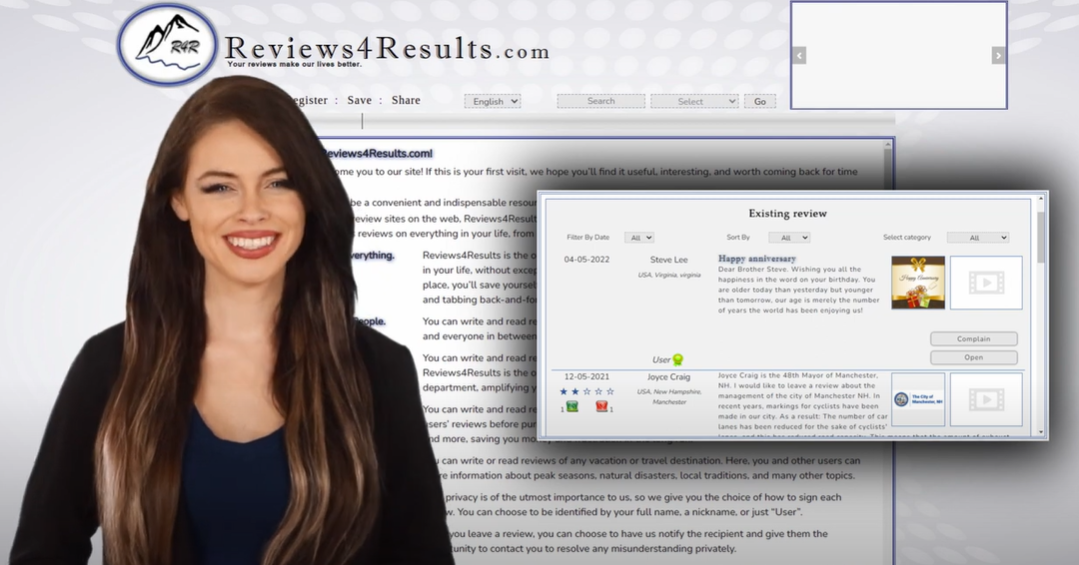 R4R
Reviews4Results.com
Your reviews make our lives better.
egister : Save : Share
English
Search
Select
Go
eviews4Results.com!
ome you to our site! If this is your first visit, we hope you'll find it useful, interesting, and worth coming back for time
be a convenient and indispensable resou
eview sites on the web, Reviews4Result
reviews on everything in your life, from
verything.
Reviews4Results is the o
in your life, without excep
place, you'll save yoursel
and tabbing back-and-fo
People.
You can write and read re
and everyone in between
You can write and read re
Reviews4Results is the o
department, amplifying y
You can write and read re
sers' reviews before pur
nd more, saving you mo
can write or read reviews of any vacation or travel destination. Here, you and other users can
e information about peak seasons, natural disasters, local traditions, and many other topics.
privacy is of the utmost importance to us, so we give you the choice of how to sign each
w. You can choose to be identified by your full name, a nickname, or just "User".
you leave a review, you can choose to have us notify the recipient and give them the
unity to contact you to resolve any misunderstanding privately.
Existing review
Filter By Date All Sort By All Select category All
04-05-2022
Steve Lee
USA, Virginia, virginia
User
Happy anniversary
Dear Brother Steve. Wishing you all the
happiness in the word on your birthday. You
are older today than yesterday but younger
than tomorrow, our age is merely the number
of years the world has been enjoying us!
Happy Anniversary
Complain
Open
12-05-2021
1 1
Joyce Craig
USA, New Hampshire,
Manchester
Joyce Craig is the 48th Mayor of Manchester,
NH. I would like to leave a review about the
management of the city of Manchester NH. In
recent years, markings for cyclists have been
made in our city. As a result: The number of car
lanes has been reduced for the sake of cyclists'
The City of
Manchester, NH